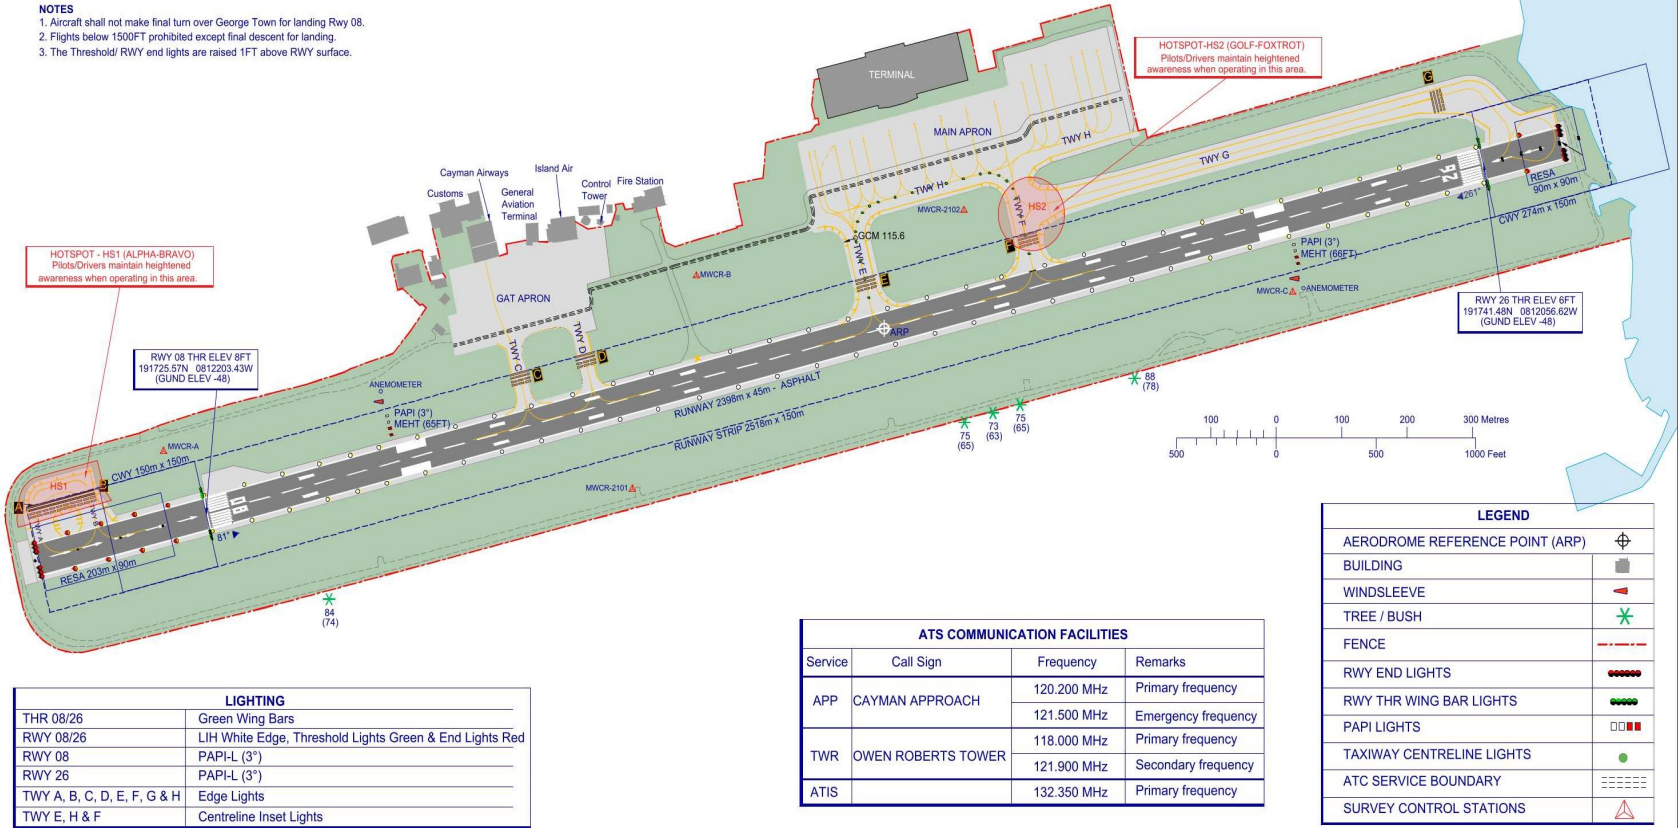 NOTES
1. Aircraft shall not make final turn over George Town for landing Rwy 08.
2. Flights below 1500FT prohibited except final descent for landing.
3. The Threshold/ RWY end lights are raised 1FT above RWY surface.
TERMINAL
HOTSPOT-HS2 (GOLF-FOXTROT)
Pilots/Drivers maintain heightened
awareness when operating in this area.
G
MAIN APRON
TWY H
TWY G
26
261°
RESA
90m x 90m
CWY 274m x 150m
Cayman Airways
Island Air
Customs
General
Aviation
Terminal
Control
Tower
Fire Station
TWY H
MWCR-2102
HS2
TWY F
F
GCM 115.6
TWY E
E
PAPI (3°)
MEHT (66FT)
MWCR-C
ANEMOMETER
HOTSPOT - HS1 (ALPHA-BRAVO)
Pilots/Drivers maintain heightened
awareness when operating in this area.
MWCR-B
GAT APRON
RWY 26 THR ELEV 6FT
191741.48N 0812056.62W
(GUND ELEV -48)
ARP
TWY C
TWY D
D
C
RWY 08 THR ELEV 8FT
191725.57N 0812203.43W
(GUND ELEV -48)
ANEMOMETER
PAPI (3°)
MEHT (65FT)
RUNWAY 2398m x 45m - ASPHALT
RUNWAY STRIP 2518m x 150m
88
(78)
75
(65)
73
(63)
75
(65)
MWCR-A
CWY 150m x 150m
HS1
A
B
TWY A
TWY B
08
81°
RESA 203m x 90m
MWCR-2101
84
(74)
100 0 100 200 300 Metres
500 0 500 1000 Feet
LIGHTING
THR 08/26 Green Wing Bars
RWY 08/26 LIH White Edge, Threshold Lights Green & End Lights Red
RWY 08 PAPI-L (3°)
RWY 26 PAPI-L (3°)
TWY A, B, C, D, E, F, G & H Edge Lights
TWY E, H & F Centreline Inset Lights
ATS COMMUNICATION FACILITIES
Service Call Sign Frequency Remarks
APP CAYMAN APPROACH 120.200 MHz Primary frequency
121.500 MHz Emergency frequency
TWR OWEN ROBERTS TOWER 118.000 MHz Primary frequency
121.900 MHz Secondary frequency
ATIS 132.350 MHz Primary frequency
LEGEND
AERODROME REFERENCE POINT (ARP)
BUILDING
WINDSLEEVE
TREE / BUSH
FENCE
RWY END LIGHTS
RWY THR WING BAR LIGHTS
PAPI LIGHTS
TAXIWAY CENTRELINE LIGHTS
ATC SERVICE BOUNDARY
SURVEY CONTROL STATIONS